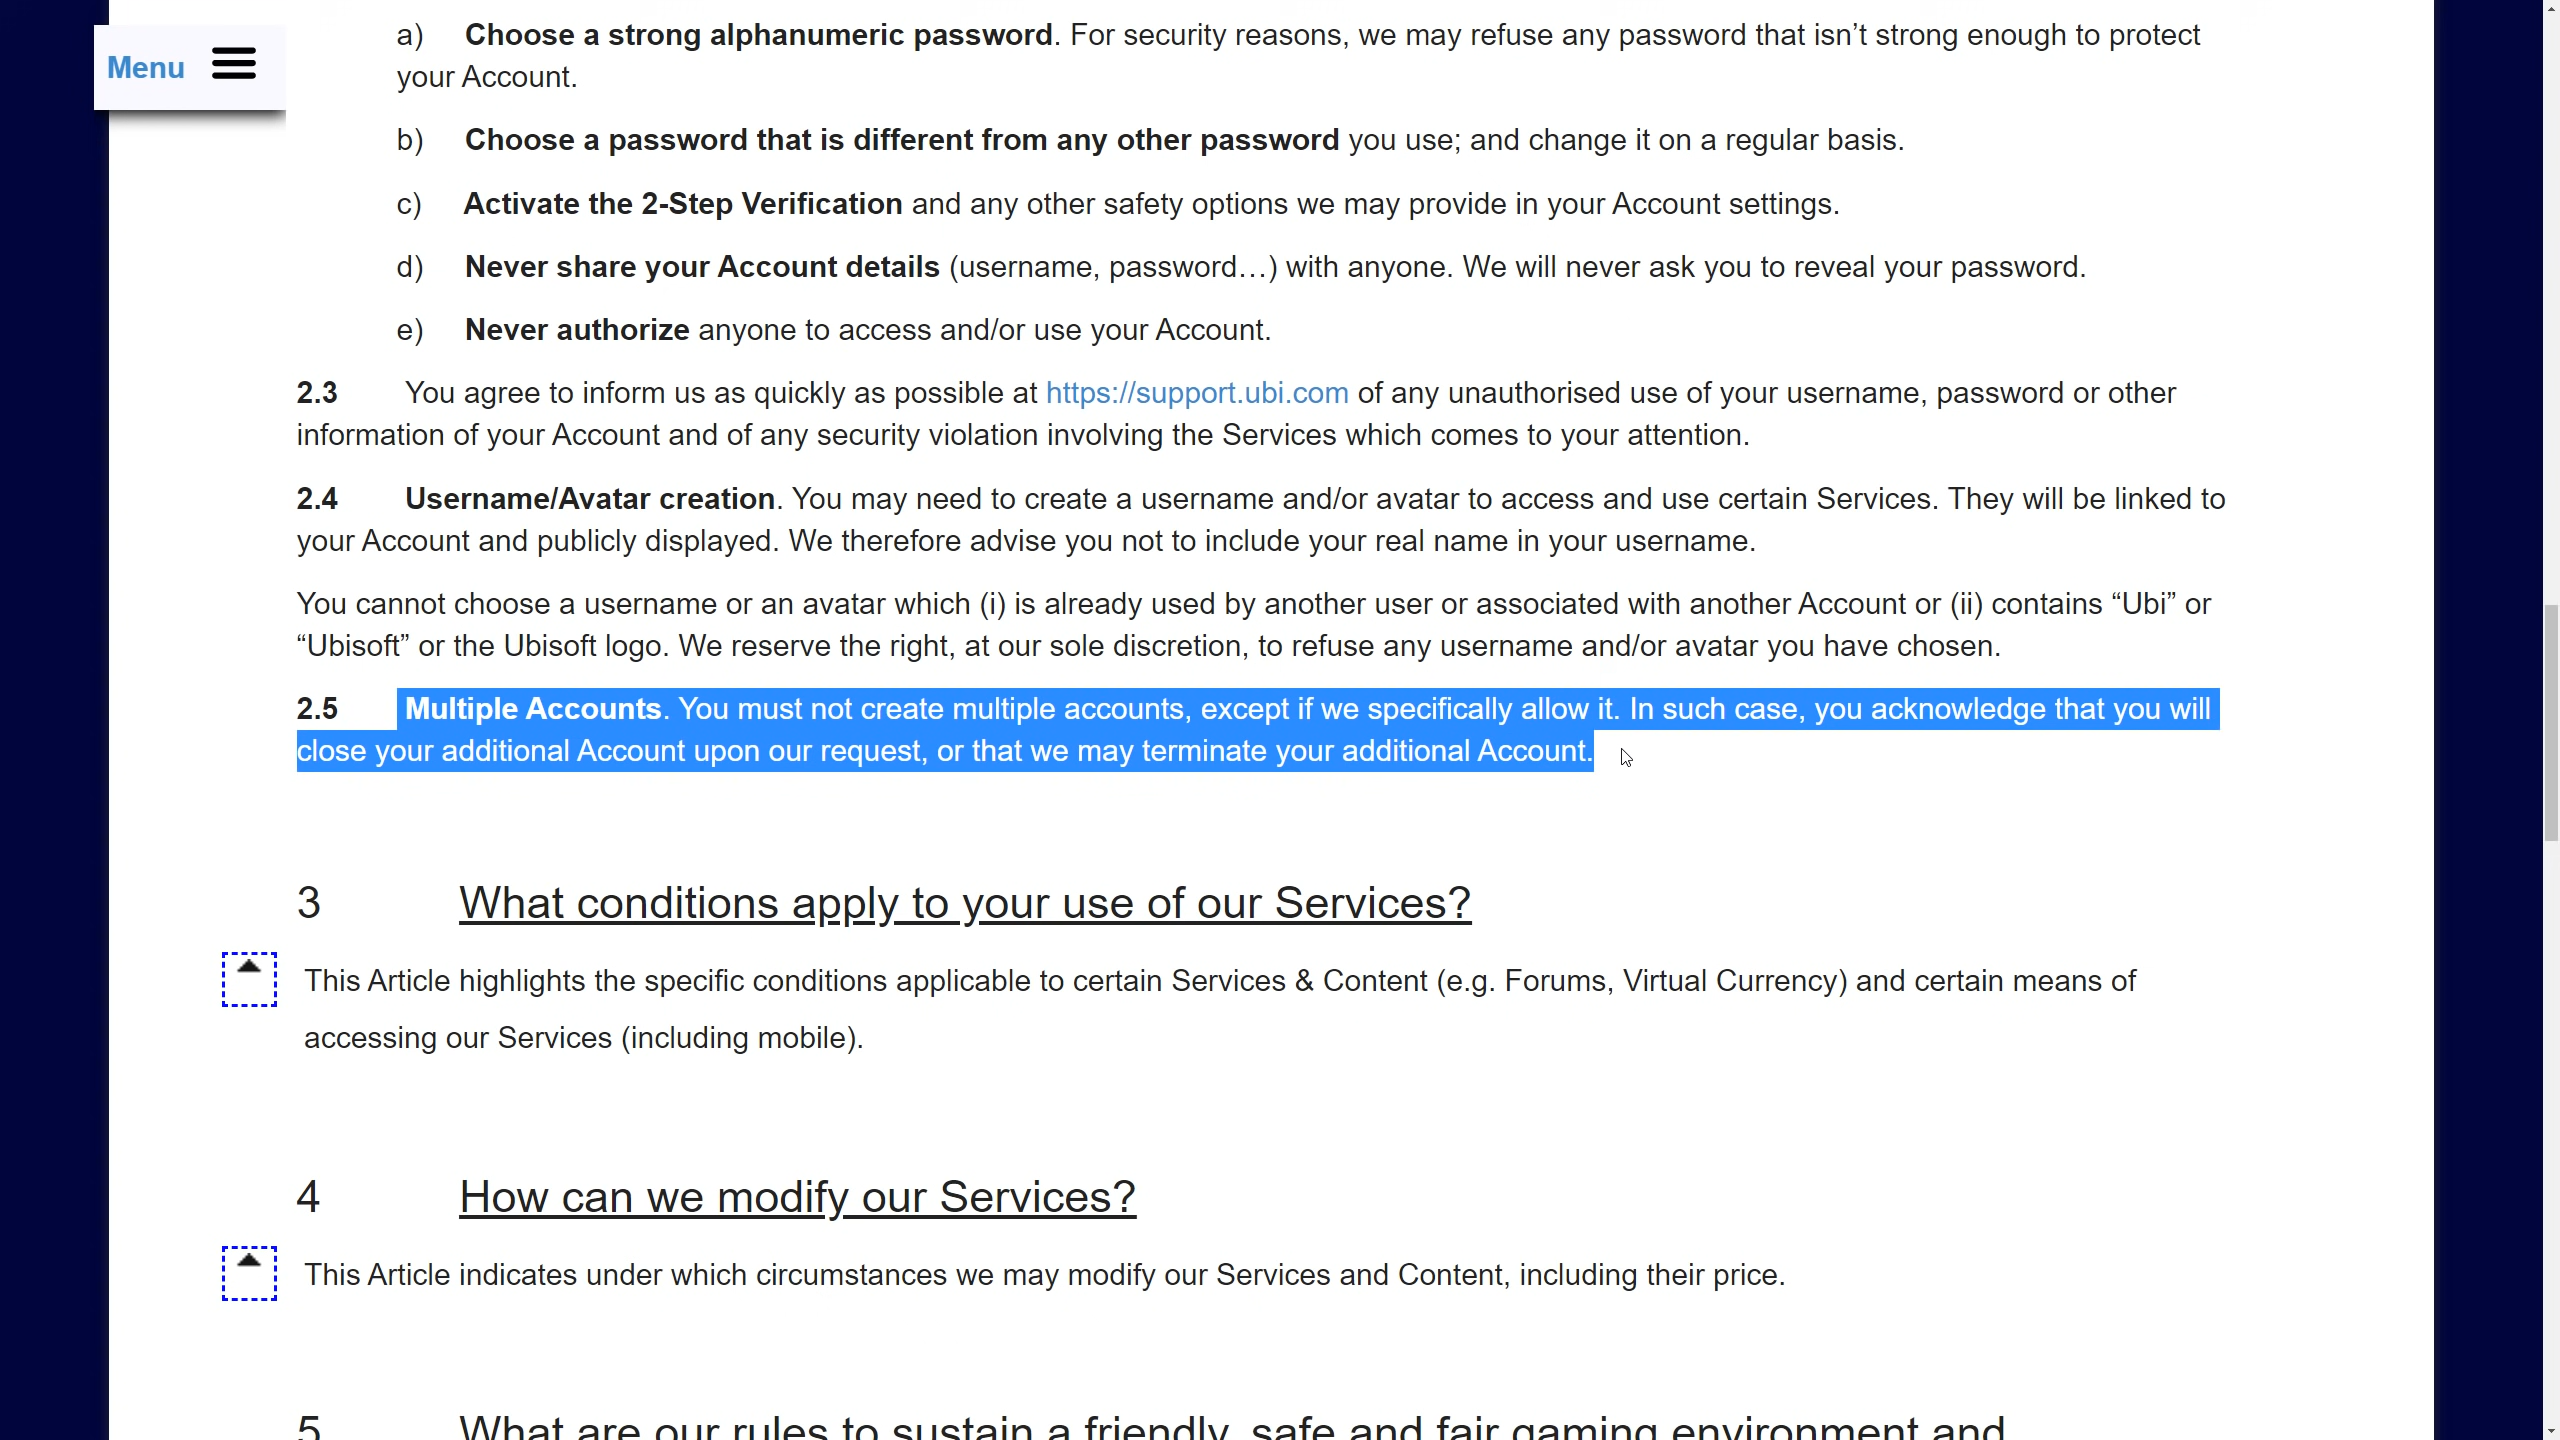 Menu
a) Choose a strong alphanumeric password. For security reasons, we may refuse any password that isn’t strong enough to protect
your Account.
b) Choose a password that is different from any other password you use; and change it on a regular basis.
c) Activate the 2-Step Verification and any other safety options we may provide in your Account settings.
d) Never share your Account details (username, password…) with anyone. We will never ask you to reveal your password.
e) Never authorize anyone to access and/or use your Account.
2.3 You agree to inform us as quickly as possible at https://support.ubi.com of any unauthorised use of your username, password or other
information of your Account and of any security violation involving the Services which comes to your attention.
2.4 Username/Avatar creation. You may need to create a username and/or avatar to access and use certain Services. They will be linked to
your Account and publicly displayed. We therefore advise you not to include your real name in your username.
You cannot choose a username or an avatar which (i) is already used by another user or associated with another Account or (ii) contains “Ubi” or
“Ubisoft” or the Ubisoft logo. We reserve the right, at our sole discretion, to refuse any username and/or avatar you have chosen.
2.5 Multiple Accounts. You must not create multiple accounts, except if we specifically allow it. In such case, you acknowledge that you will
close your additional Account upon our request, or that we may terminate your additional Account.
3 What conditions apply to your use of our Services?
This Article highlights the specific conditions applicable to certain Services & Content (e.g. Forums, Virtual Currency) and certain means of
accessing our Services (including mobile).
4 How can we modify our Services?
This Article indicates under which circumstances we may modify our Services and Content, including their price.
5 What are our rules to sustain a friendly, safe and fair gaming environment and